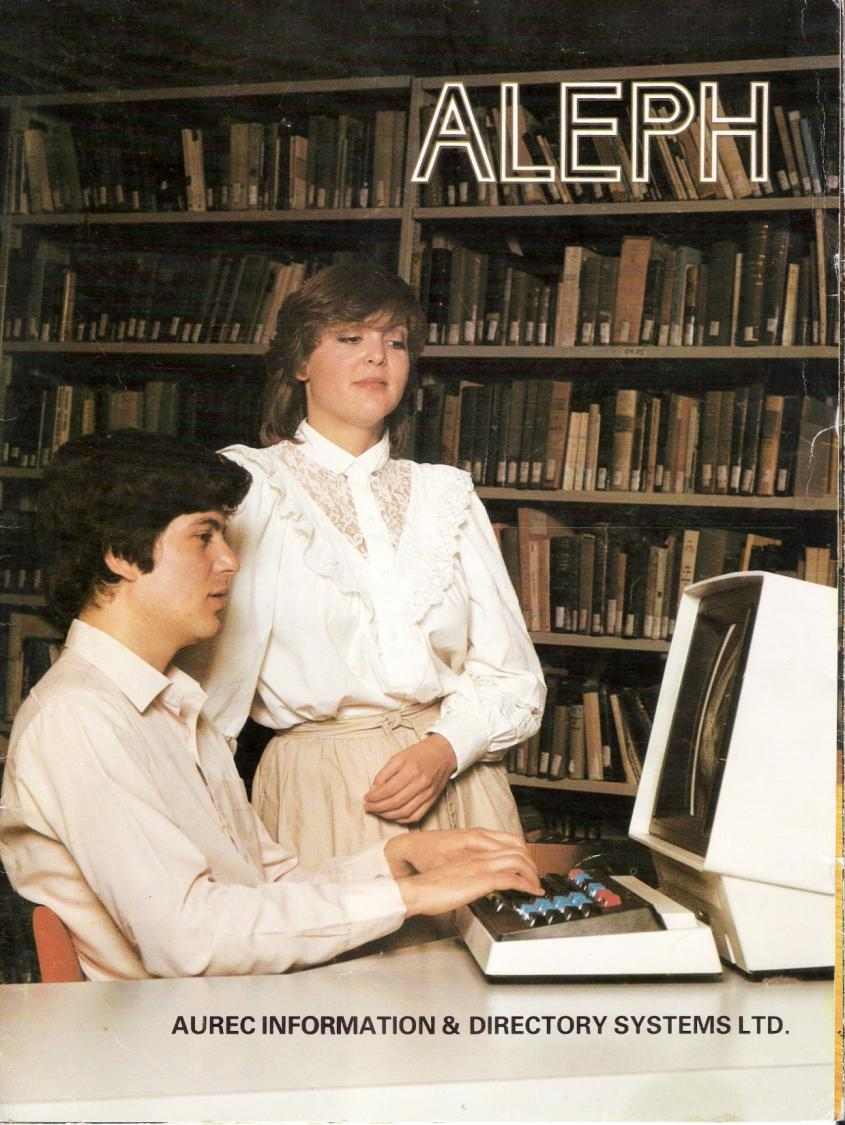 ALEPH
AUREC INFORMATION & DIRECTORY SYSTEMS LTD.